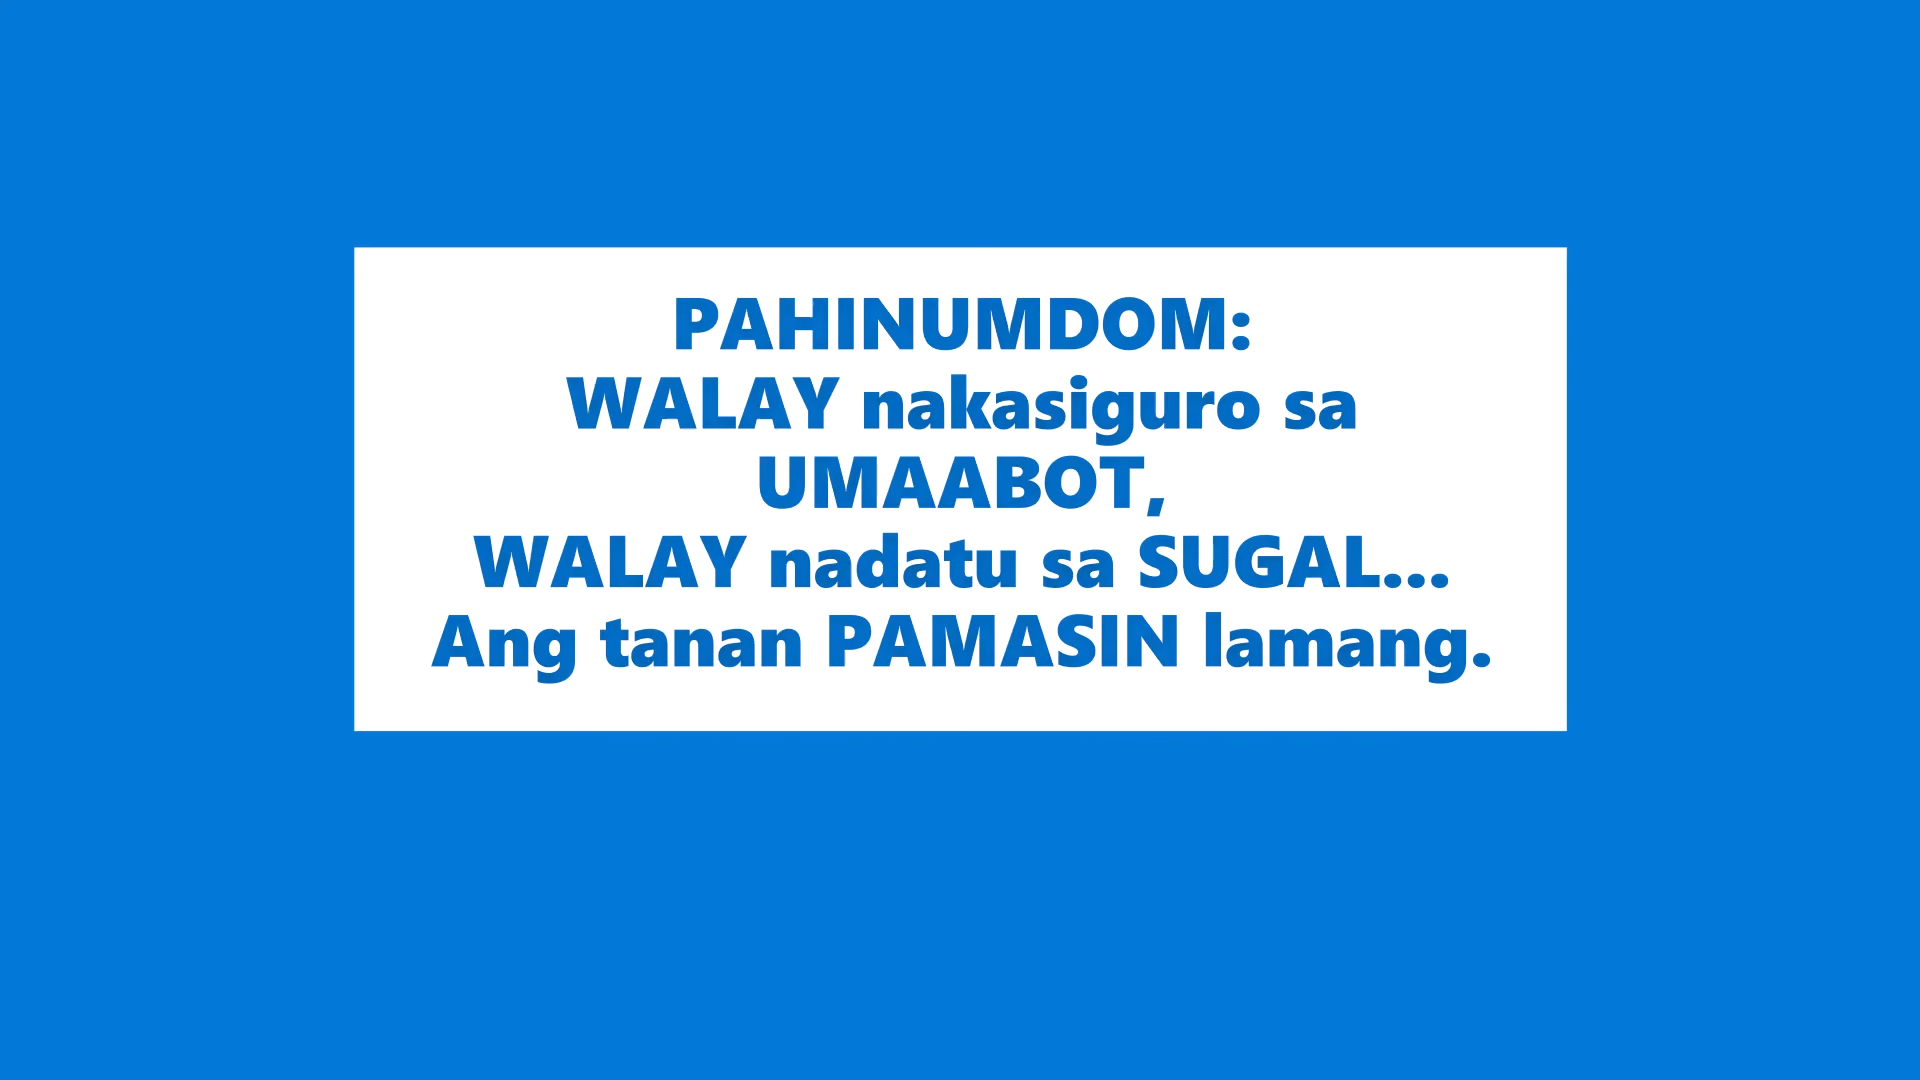 PAHINUMDOM:
WALAY nakasiguro sa
UMAABOT,
WALAY nadatu sa SUGAL...
Ang tanan PAMASIN lamang.